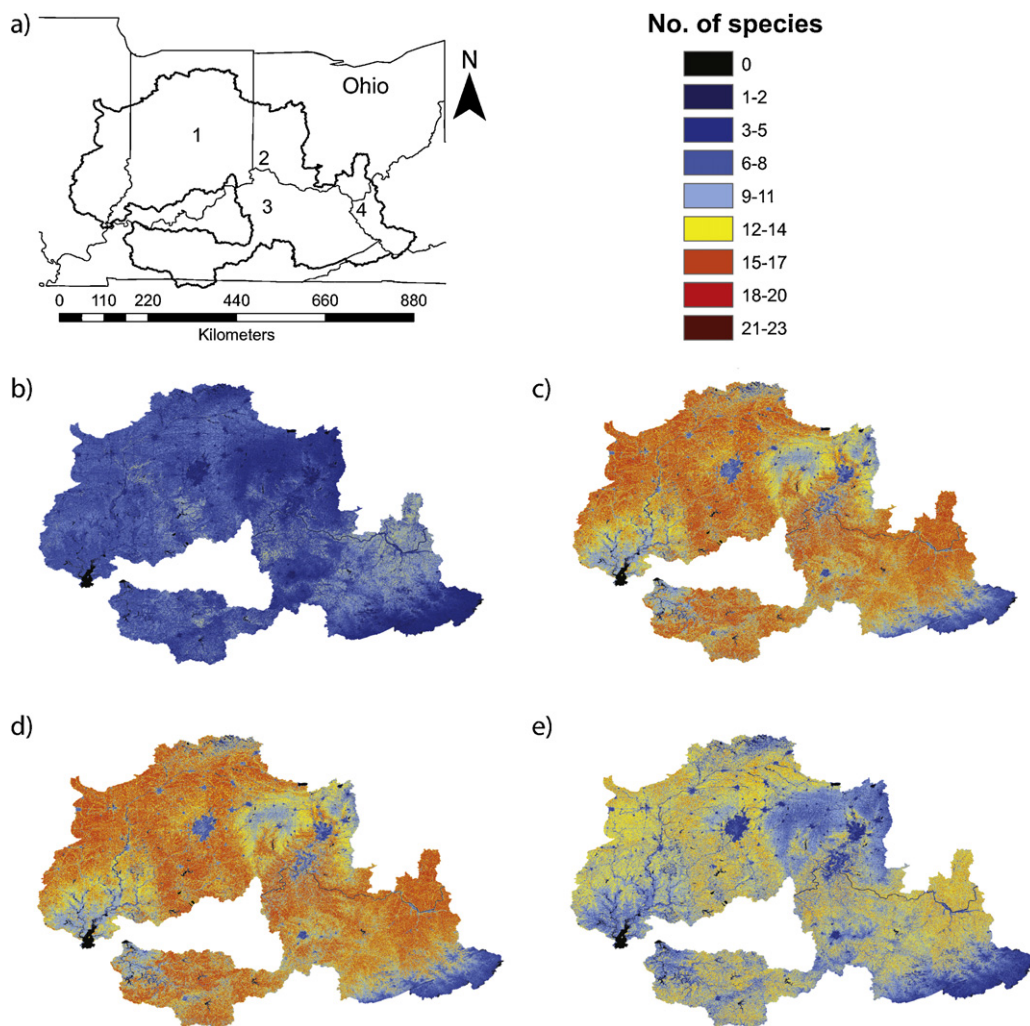 a)
N
Ohio
1
2
3
4
0 110 220 440 660 880
Kilometers
No. of species
0
1-2
3-5
6-8
9-11
12-14
15-17
18-20
21-23
b)
c)
d)
e)